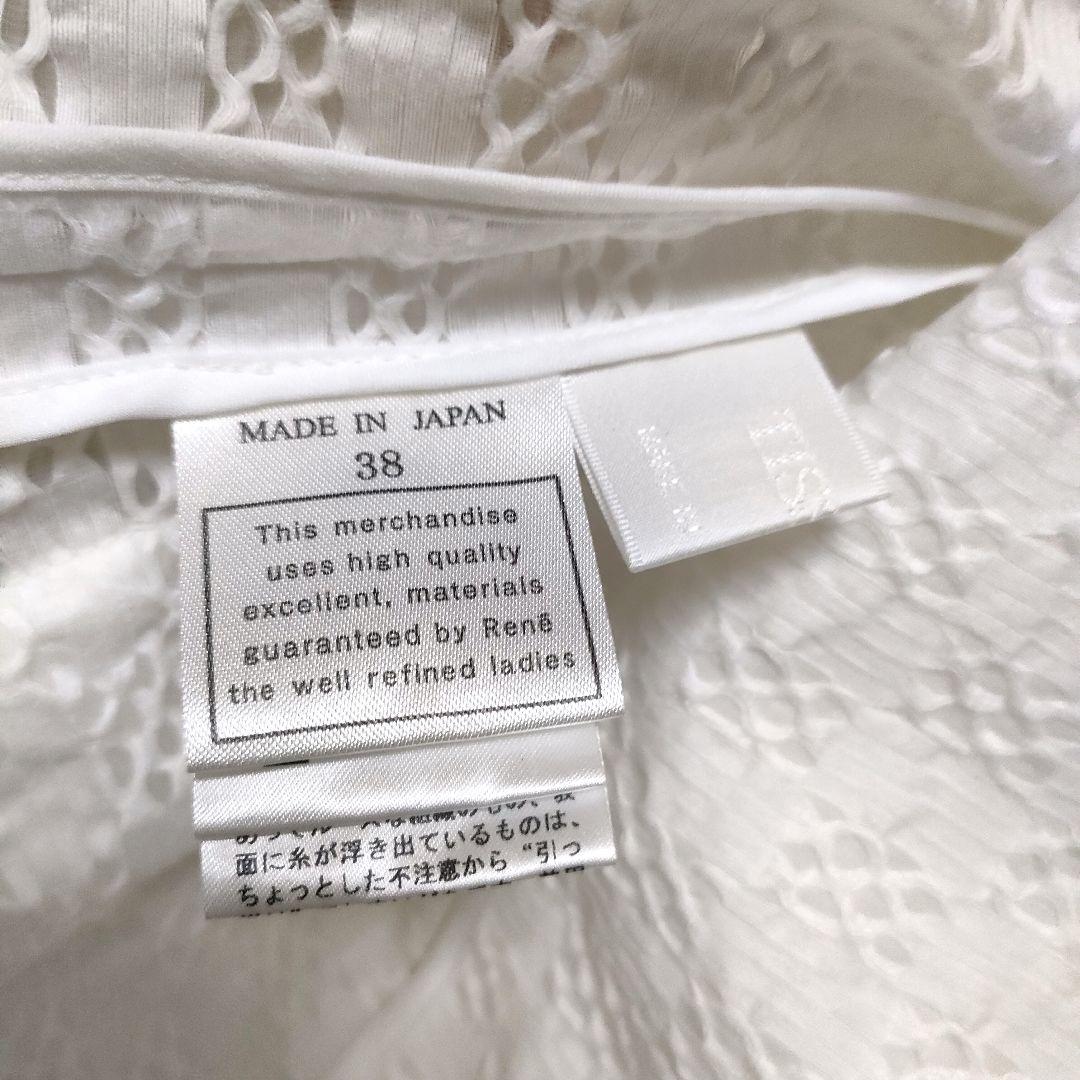 MADE IN JAPAN
38
This merchandise
uses high quality
excellent, materials
guaranteed by René
the well refined ladies
面に糸が浮き出ているものは、
ちょっとした不注意から“引っ